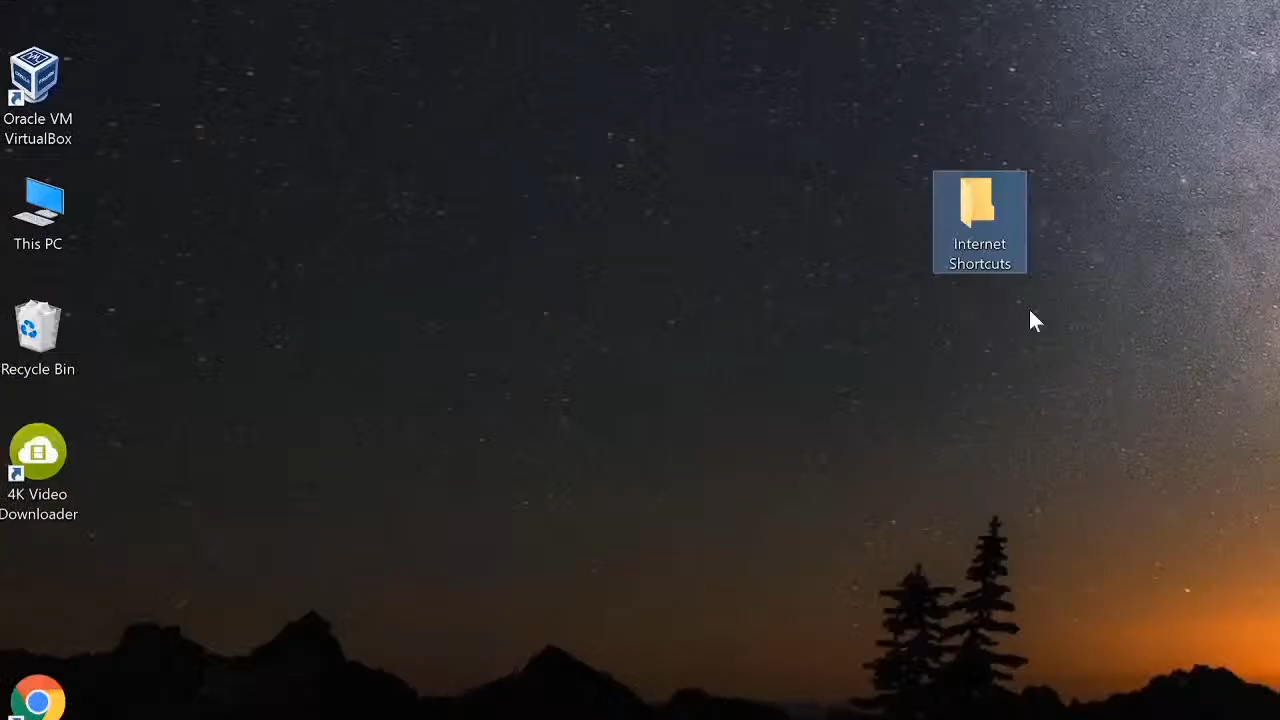 Oracle VM
VirtualBox
This PC
Recycle Bin
4K Video
Downloader
Internet
Shortcuts